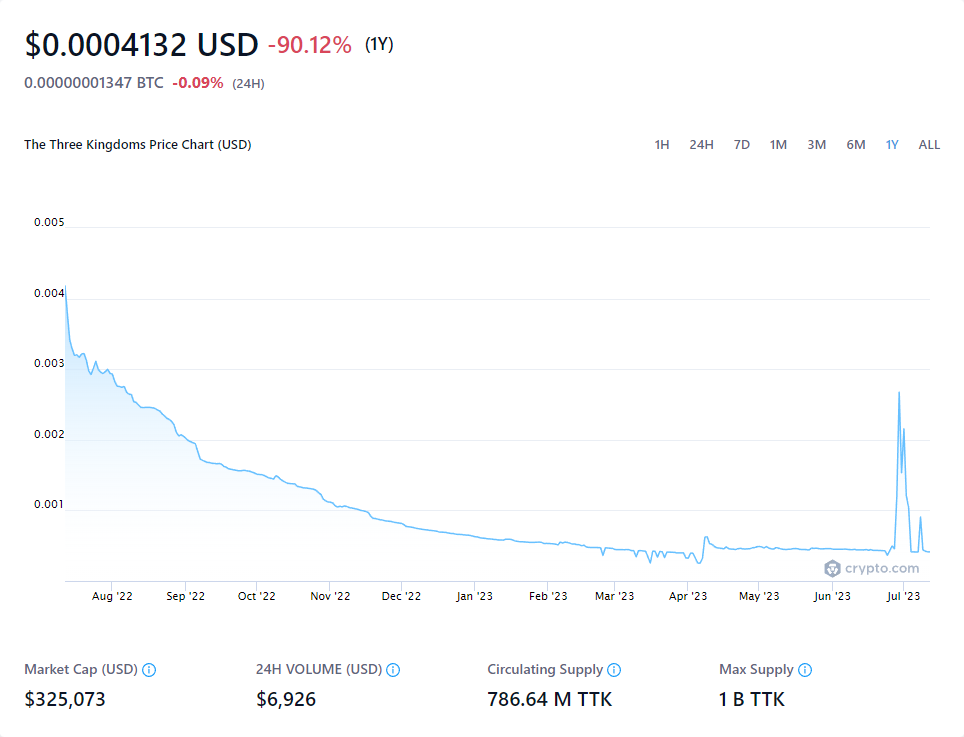 $0.0004132 USD -90.12% (1Y)
0.00000001347 BTC -0.09% (24H)
The Three Kingdoms Price Chart (USD)
1H 24H 7D 1M 3M 6M 1Y ALL
0.005
0.004
0.003
0.002
0.001
crypto.com
Aug '22 Sep '22 Oct '22 Nov '22 Dec '22 Jan '23 Feb '23 Mar '23 Apr '23 May '23 Jun '23 Jul '23
Market Cap (USD) 24H VOLUME (USD) Circulating Supply Max Supply
$325,073 $6,926 786.64 M TTK 1 B TTK